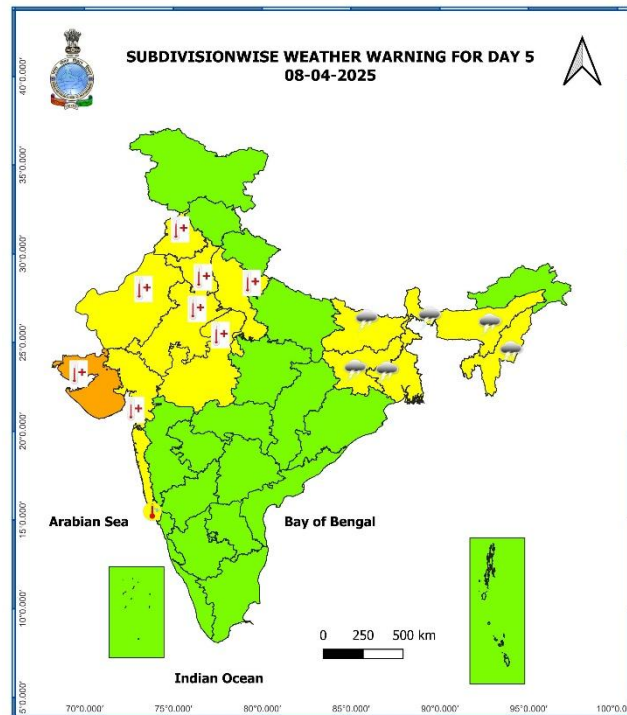 SUBDIVISIONWISE WEATHER WARNING FOR DAY 5
08-04-2025
40°0.000'
35°0.000'
30°0.000'
25°0.000'
20°0.000'
15°0.000'
10°0.000'
5°0.000'
Arabian Sea
Bay of Bengal
0 250 500 km
Indian Ocean
70°0.000' 75°0.000' 80°0.000' 85°0.000' 90°0.000' 95°0.000' 100°0.0